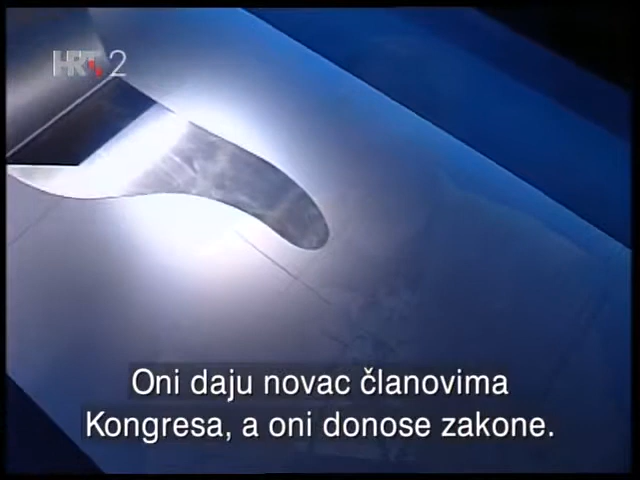 HRT 2
Oni daju novac članovima
Kongresa, a oni donose zakone.